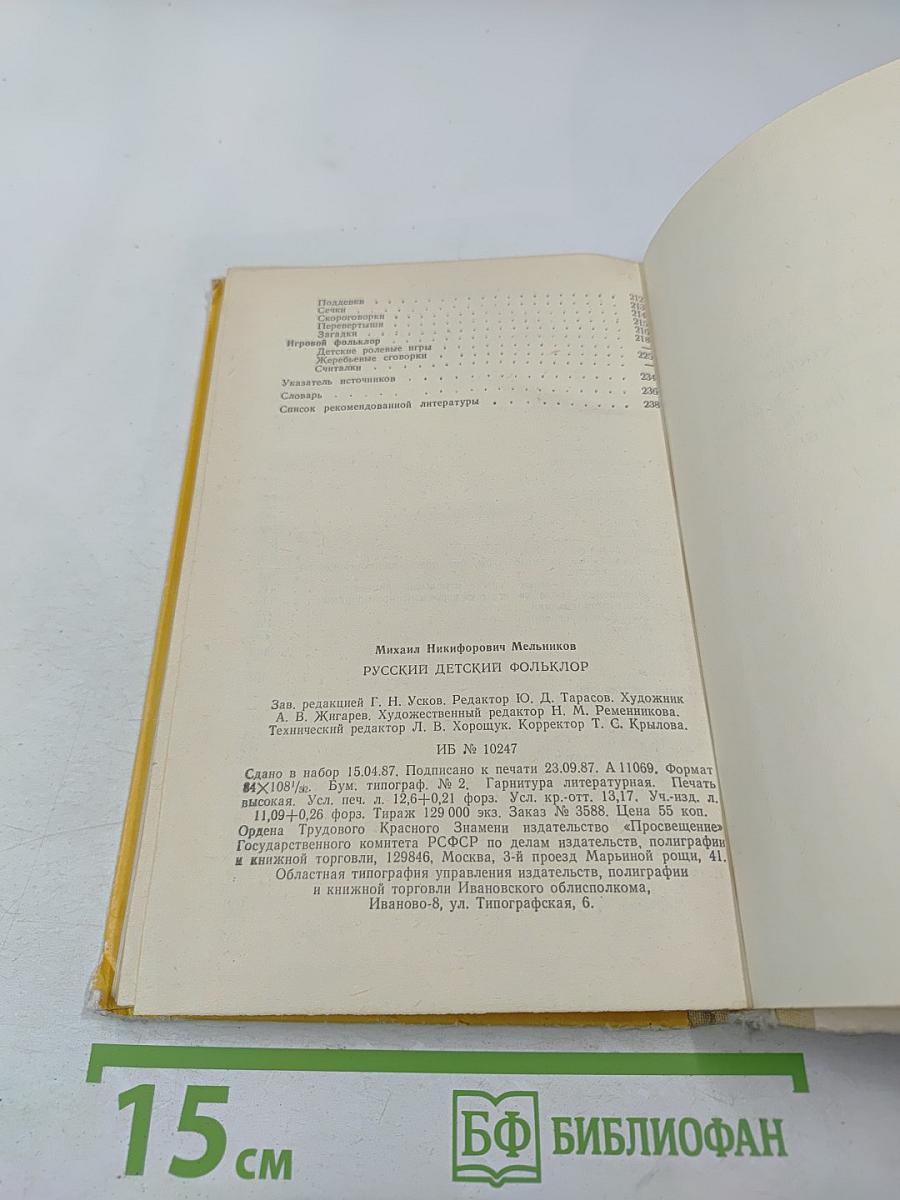 Поддевки . . . . . . . . . . . . . . . . 212
Сечки . . . . . . . . . . . . . . . . 213
Скороговорки . . . . . . . . . . . . . . 214
Перевертыши . . . . . . . . . . . . . . 215
Загадки . . . . . . . . . . . . . . . . 216
Игровой фольклор . . . . . . . . . . . . . . 218
Детские ролевые игры . . . . . . . . . . . —
Жеребьевые сговорки . . . . . . . . . . . 225
Считалки . . . . . . . . . . . . . . . —
Указатель источников . . . . . . . . . . . . 234
Словарь . . . . . . . . . . . . . . . . 236
Список рекомендованной литературы . . . . . . . . . 238
Михаил Никифорович Мельников
РУССКИЙ ДЕТСКИЙ ФОЛЬКЛОР
Зав. редакцией Г. Н. Усков. Редактор Ю. Д. Тарасов. Художник
А. В. Жигарев. Художественный редактор Н. М. Ременникова.
Технический редактор Л. В. Хорощук. Корректор Т. С. Крылова.
ИБ № 10247
Сдано в набор 15.04.87. Подписано к печати 23.09.87. А 11069. Формат
84×108¹/₃₂. Бум. типограф. № 2. Гарнитура литературная. Печать
высокая. Усл. печ. л. 12,6+0,21 форз. Усл. кр.-отт. 13,17. Уч.-изд. л.
11,09+0,26 форз. Тираж 129 000 экз. Заказ № 3588. Цена 55 коп.
Ордена Трудового Красного Знамени издательство «Просвещение»
Государственного комитета РСФСР по делам издательств, полиграфии
и книжной торговли, 129846, Москва, 3-й проезд Марьиной рощи, 41.
Областная типография управления издательств, полиграфии
и книжной торговли Ивановского облисполкома,
Иваново-8, ул. Типографская, 6.
15 см
БФ БИБЛИОФАН